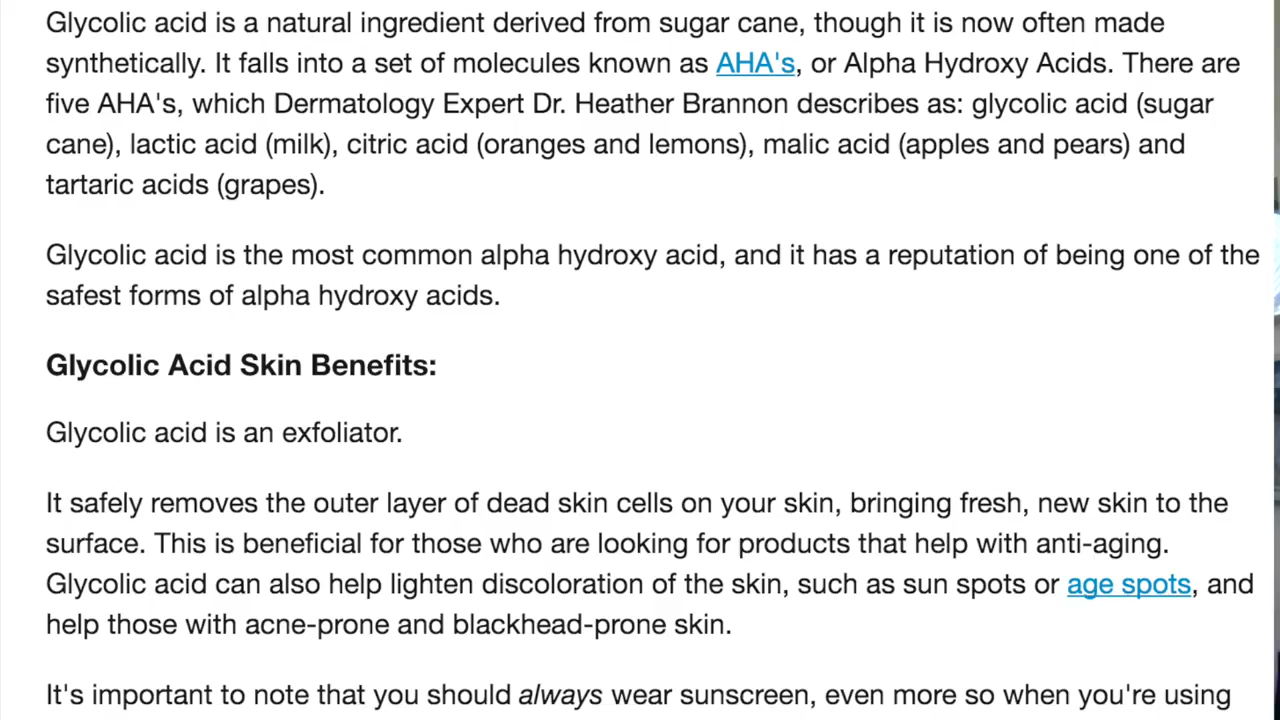 Glycolic acid is a natural ingredient derived from sugar cane, though it is now often made
synthetically. It falls into a set of molecules known as AHA's, or Alpha Hydroxy Acids. There are
five AHA's, which Dermatology Expert Dr. Heather Brannon describes as: glycolic acid (sugar
cane), lactic acid (milk), citric acid (oranges and lemons), malic acid (apples and pears) and
tartaric acids (grapes).
Glycolic acid is the most common alpha hydroxy acid, and it has a reputation of being one of the
safest forms of alpha hydroxy acids.
Glycolic Acid Skin Benefits:
Glycolic acid is an exfoliator.
It safely removes the outer layer of dead skin cells on your skin, bringing fresh, new skin to the
surface. This is beneficial for those who are looking for products that help with anti-aging.
Glycolic acid can also help lighten discoloration of the skin, such as sun spots or age spots, and
help those with acne-prone and blackhead-prone skin.
It's important to note that you should always wear sunscreen, even more so when you're using